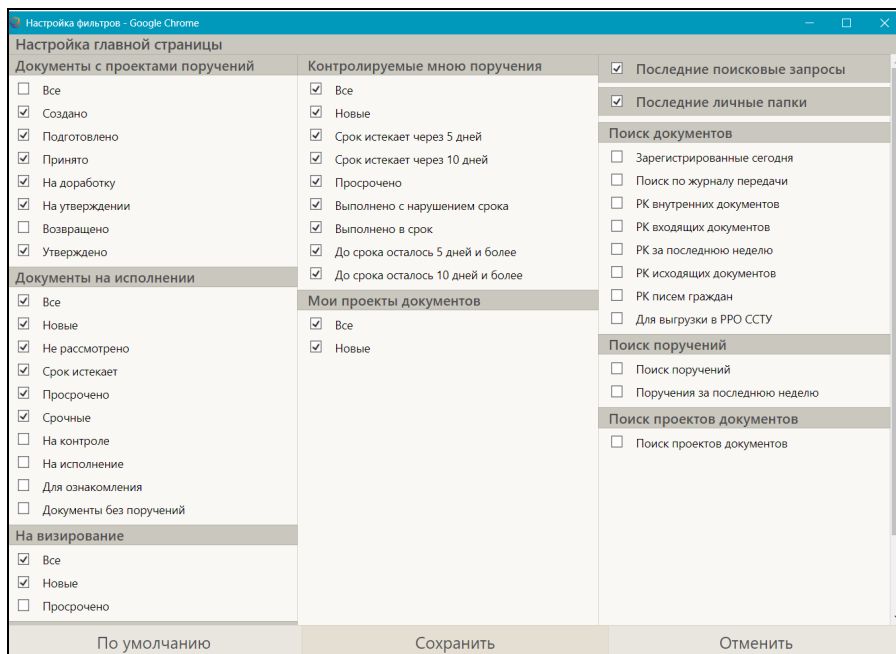 Настройка фильтров - Google Chrome
Настройка главной страницы
Документы с проектами поручений
Все
Создано
Подготовлено
Принято
На доработку
На утверждении
Возвращено
Утверждено
Документы на исполнении
Все
Новые
Не рассмотрено
Срок истекает
Просрочено
Срочные
На контроле
На исполнение
Для ознакомления
Документы без поручений
На визирование
Все
Новые
Просрочено
Контролируемые мною поручения
Все
Новые
Срок истекает через 5 дней
Срок истекает через 10 дней
Просрочено
Выполнено с нарушением срока
Выполнено в срок
До срока осталось 5 дней и более
До срока осталось 10 дней и более
Мои проекты документов
Все
Новые
Последние поисковые запросы
Последние личные папки
Поиск документов
Зарегистрированные сегодня
Поиск по журналу передачи
РК внутренних документов
РК входящих документов
РК за последнюю неделю
РК исходящих документов
РК писем граждан
Для выгрузки в РРО ССТУ
Поиск поручений
Поиск поручений
Поручения за последнюю неделю
Поиск проектов документов
Поиск проектов документов
По умолчанию
Сохранить
Отменить